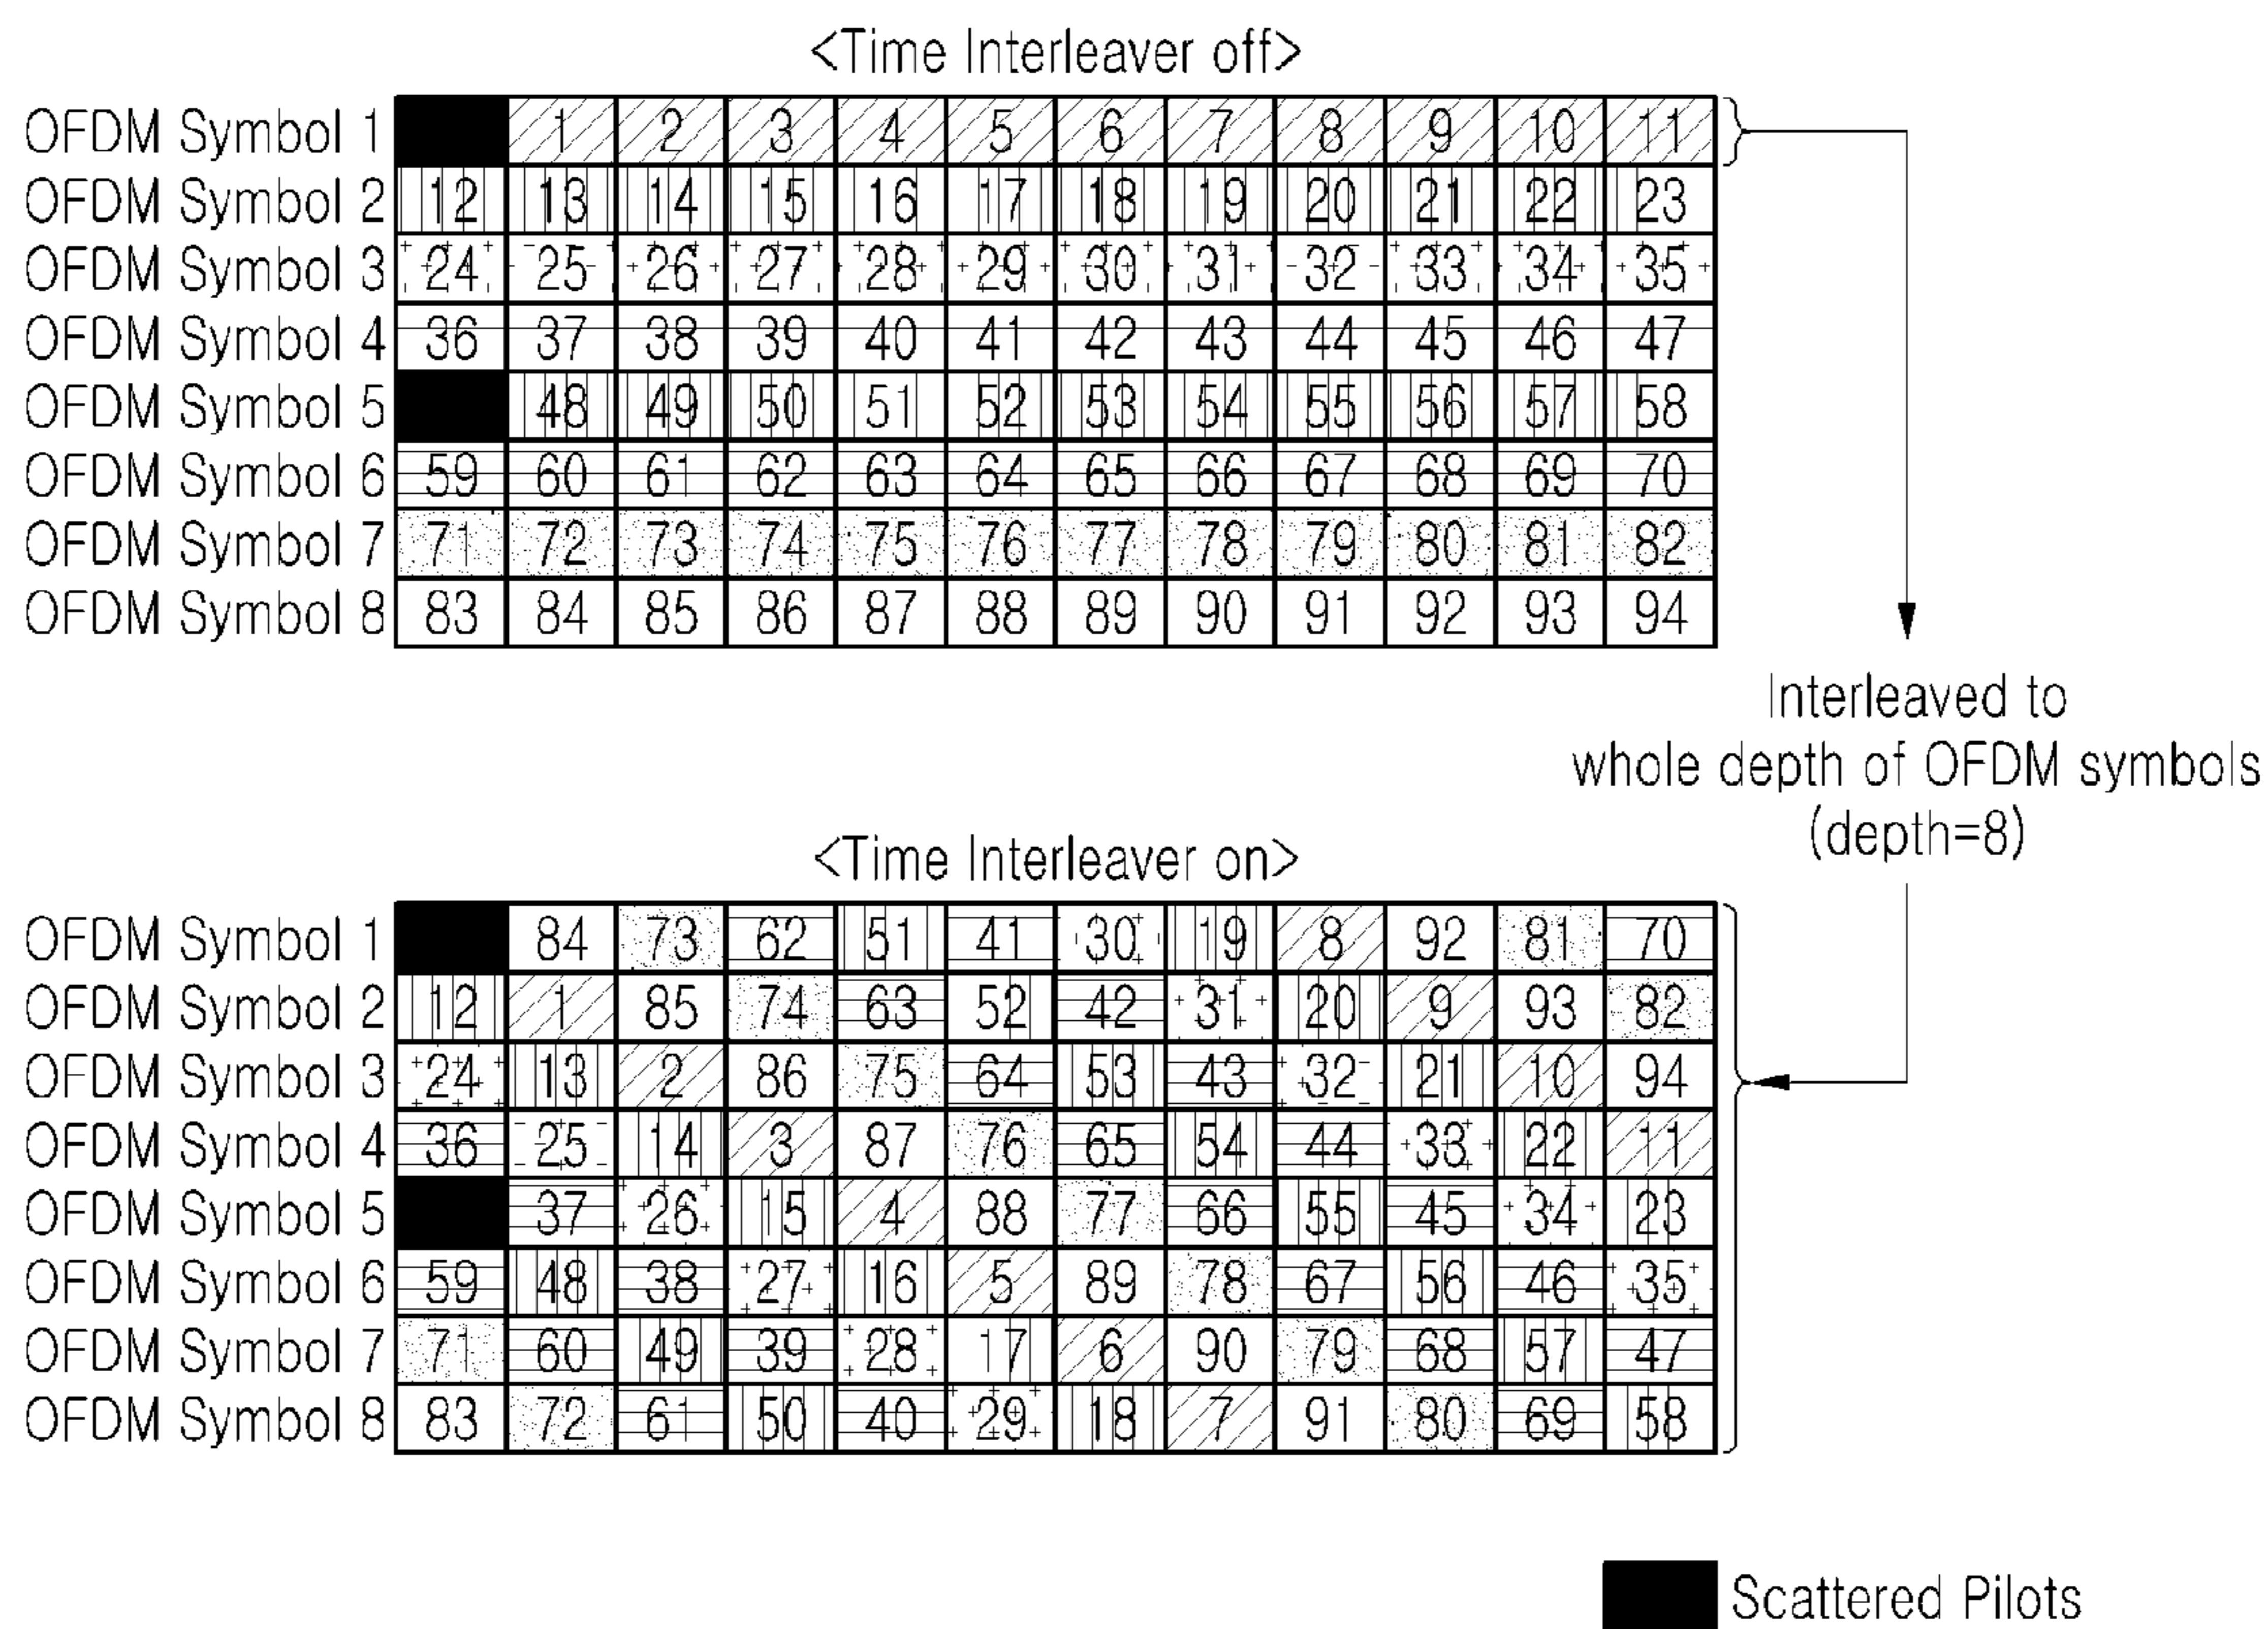 <Time Interleaver off>
OFDM Symbol 1 1 2 3 4 5 6 7 8 9 10 11
OFDM Symbol 2 12 13 14 15 16 17 18 19 20 21 22 23
OFDM Symbol 3 24 25 26 27 28 29 30 31 32 33 34 35
OFDM Symbol 4 36 37 38 39 40 41 42 43 44 45 46 47
OFDM Symbol 5 48 49 50 51 52 53 54 55 56 57 58
OFDM Symbol 6 59 60 61 62 63 64 65 66 67 68 69 70
OFDM Symbol 7 71 72 73 74 75 76 77 78 79 80 81 82
OFDM Symbol 8 83 84 85 86 87 88 89 90 91 92 93 94
Interleaved to
whole depth of OFDM symbols
(depth=8)
<Time Interleaver on>
OFDM Symbol 1 84 73 62 51 41 30 19 8 92 81 70
OFDM Symbol 2 12 1 85 74 63 52 42 31 20 9 93 82
OFDM Symbol 3 24 13 2 86 75 64 53 43 32 21 10 94
OFDM Symbol 4 36 25 14 3 87 76 65 54 44 33 22 11
OFDM Symbol 5 37 26 15 4 88 77 66 55 45 34 23
OFDM Symbol 6 59 48 38 27 16 5 89 78 67 56 46 35
OFDM Symbol 7 71 60 49 39 28 17 6 90 79 68 57 47
OFDM Symbol 8 83 72 61 50 40 29 18 7 91 80 69 58
Scattered Pilots